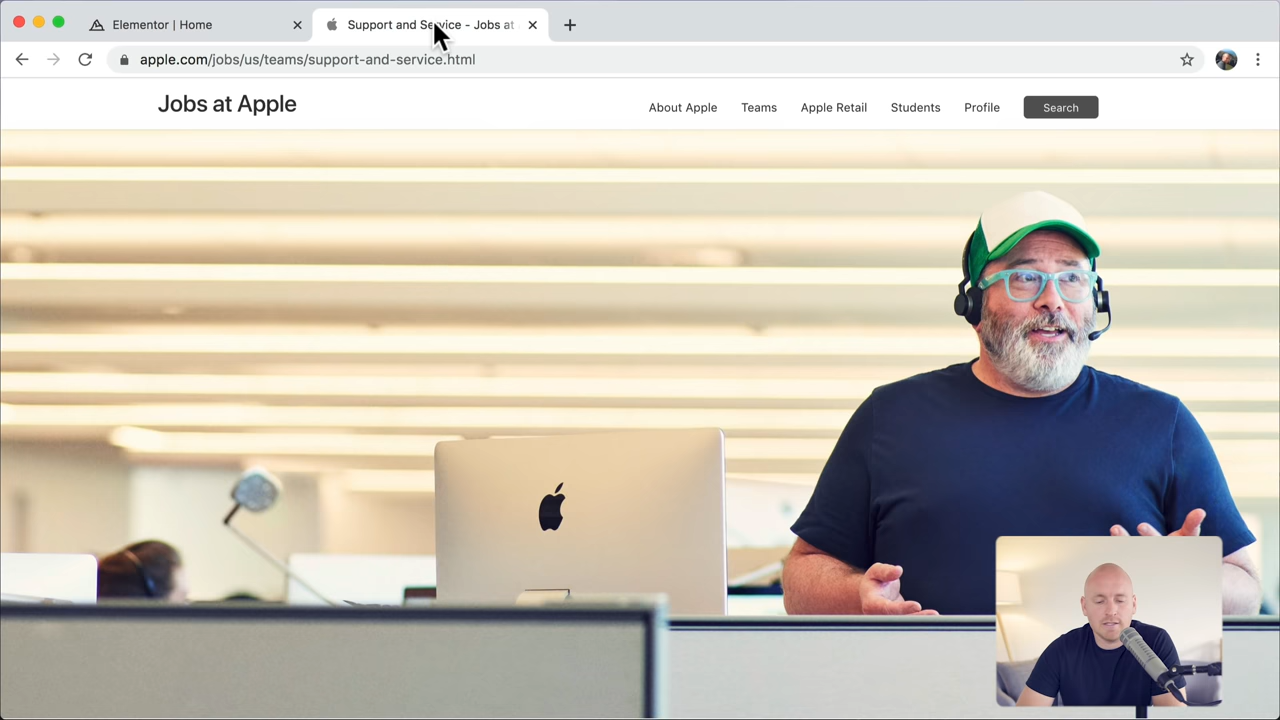 Elementor | Home
Support and Service - Jobs at
apple.com/jobs/us/teams/support-and-service.html
Jobs at Apple
About Apple
Teams
Apple Retail
Students
Profile
Search